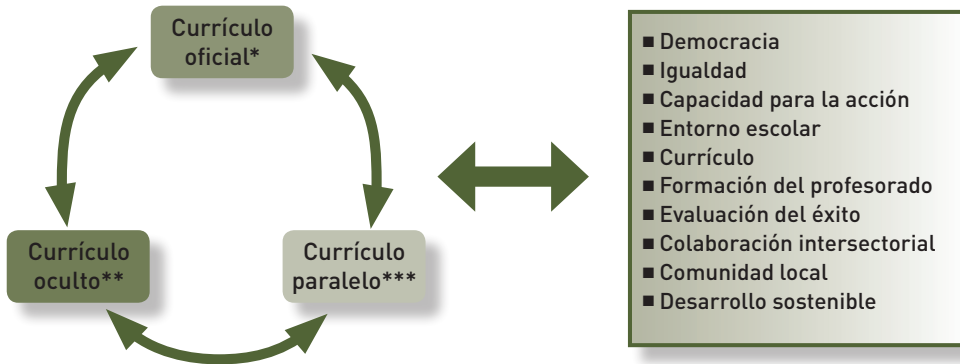 Currículo
oficial*
Currículo
oculto**
Currículo
paralelo***
■ Democracia
■ Igualdad
■ Capacidad para la acción
■ Entorno escolar
■ Currículo
■ Formación del profesorado
■ Evaluación del éxito
■ Colaboración intersectorial
■ Comunidad local
■ Desarrollo sostenible